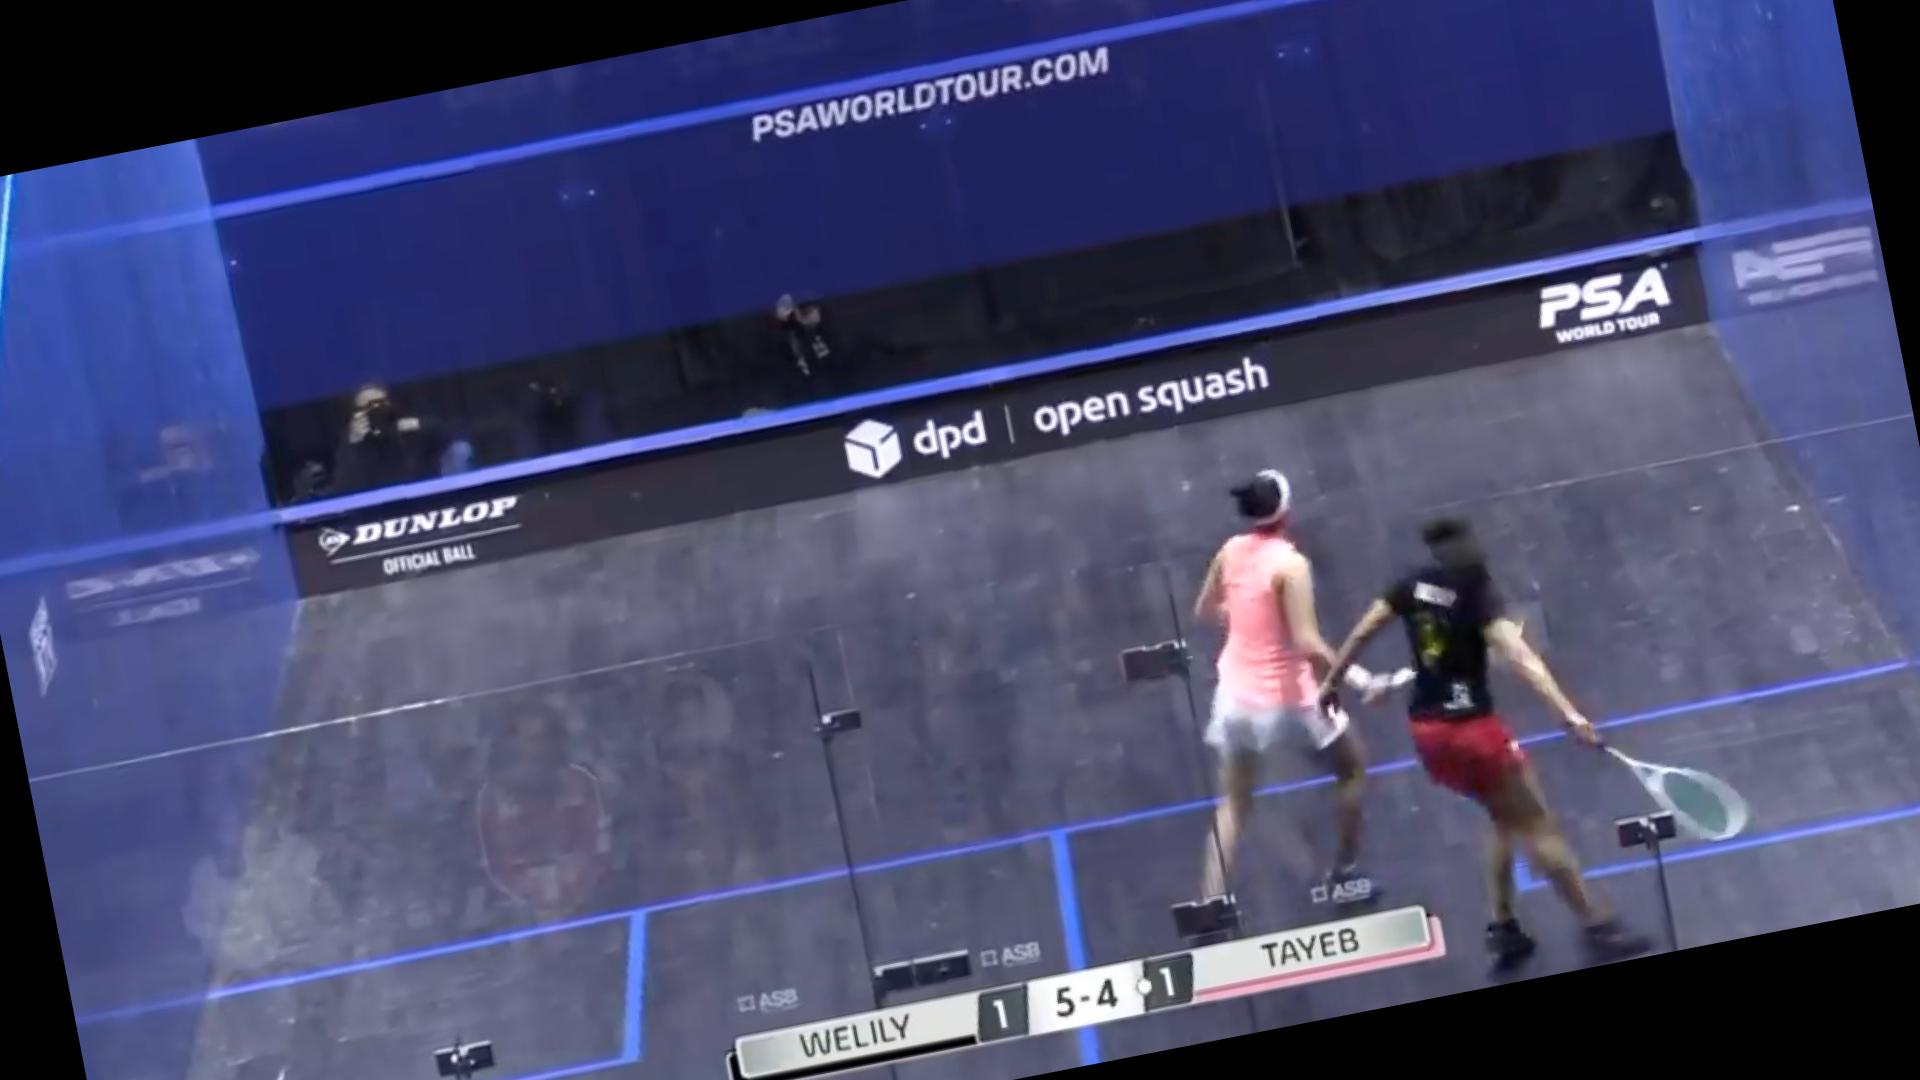 PSAWORLDTOUR.COM
PSA
WORLD TOUR
dpd | open squash
DUNLOP
OFFICIAL BALL
ASB
ASB
ASB
WELILY 1 5-4 1 TAYEB